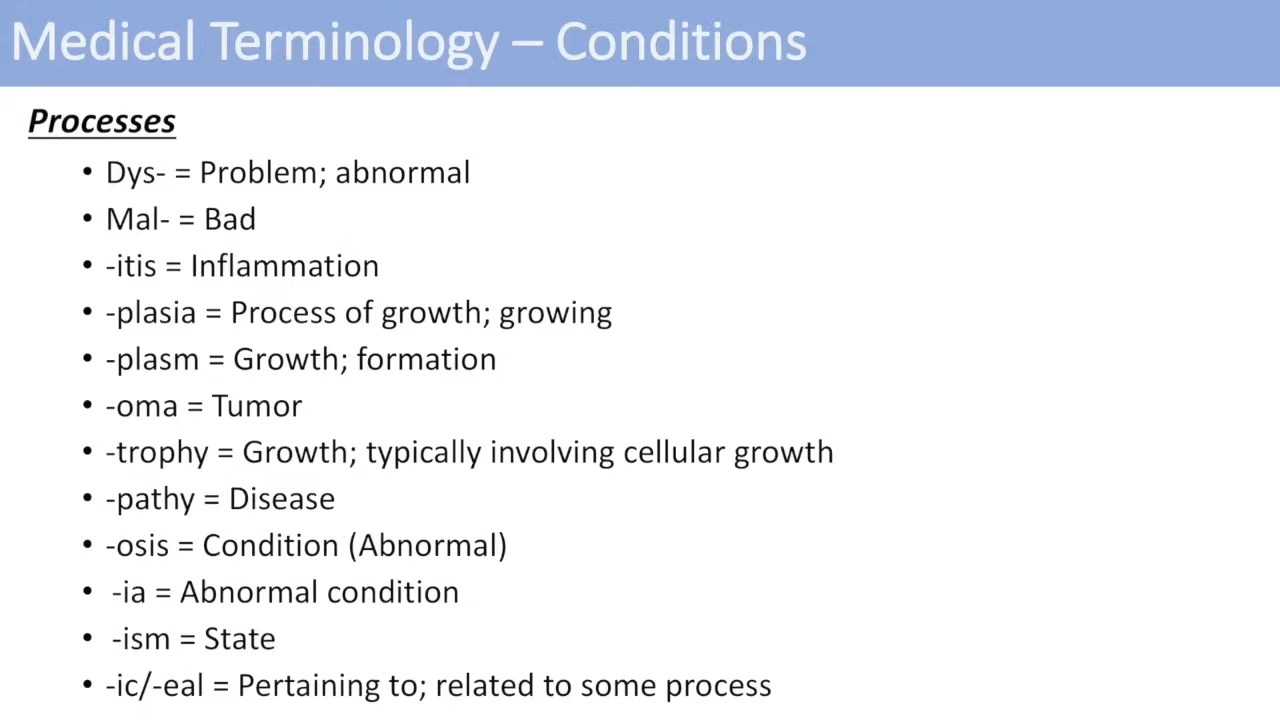 Medical Terminology – Conditions
Processes
• Dys- = Problem; abnormal
• Mal- = Bad
• -itis = Inflammation
• -plasia = Process of growth; growing
• -plasm = Growth; formation
• -oma = Tumor
• -trophy = Growth; typically involving cellular growth
• -pathy = Disease
• -osis = Condition (Abnormal)
• -ia = Abnormal condition
• -ism = State
• -ic/-eal = Pertaining to; related to some process